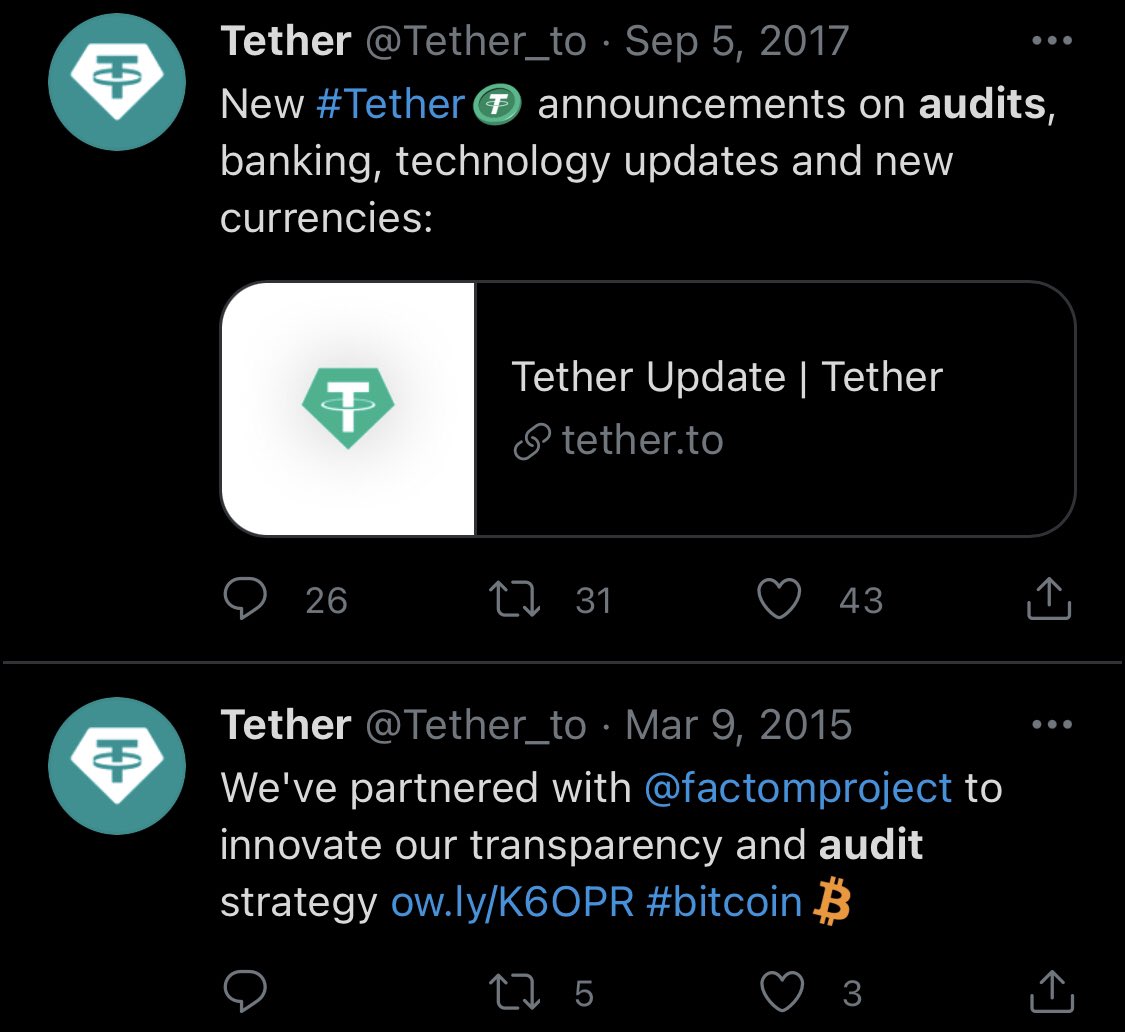 Tether @Tether_to · Sep 5, 2017
New #Tether announcements on audits,
banking, technology updates and new
currencies:
Tether Update | Tether
tether.to
26 31 43
Tether @Tether_to · Mar 9, 2015
We've partnered with @factomproject to
innovate our transparency and audit
strategy ow.ly/K6OPR #bitcoin
5 3